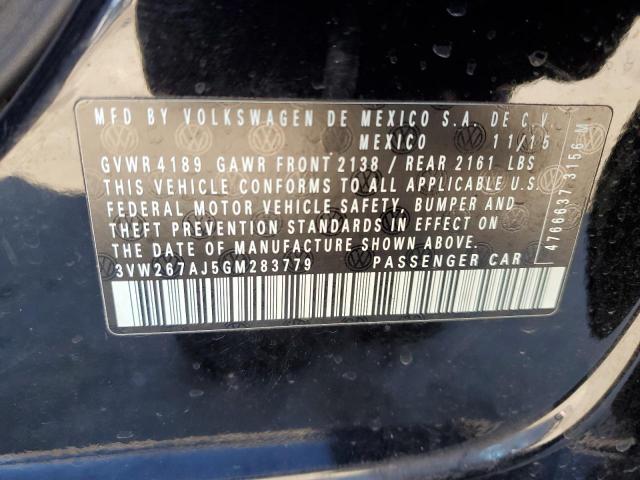 MFD BY VOLKSWAGEN DE MEXICO S.A. DE C.V.
MEXICO 11/15
GVWR 4189 GAWR FRONT 2138 / REAR 2161 LBS
THIS VEHICLE CONFORMS TO ALL APPLICABLE U.S.
FEDERAL MOTOR VEHICLE SAFETY, BUMPER AND
THEFT PREVENTION STANDARDS IN EFFECT ON
THE DATE OF MANUFACTURE SHOWN ABOVE.
3VW267AJ5GM283779 PASSENGER CAR
4766637 3156 M